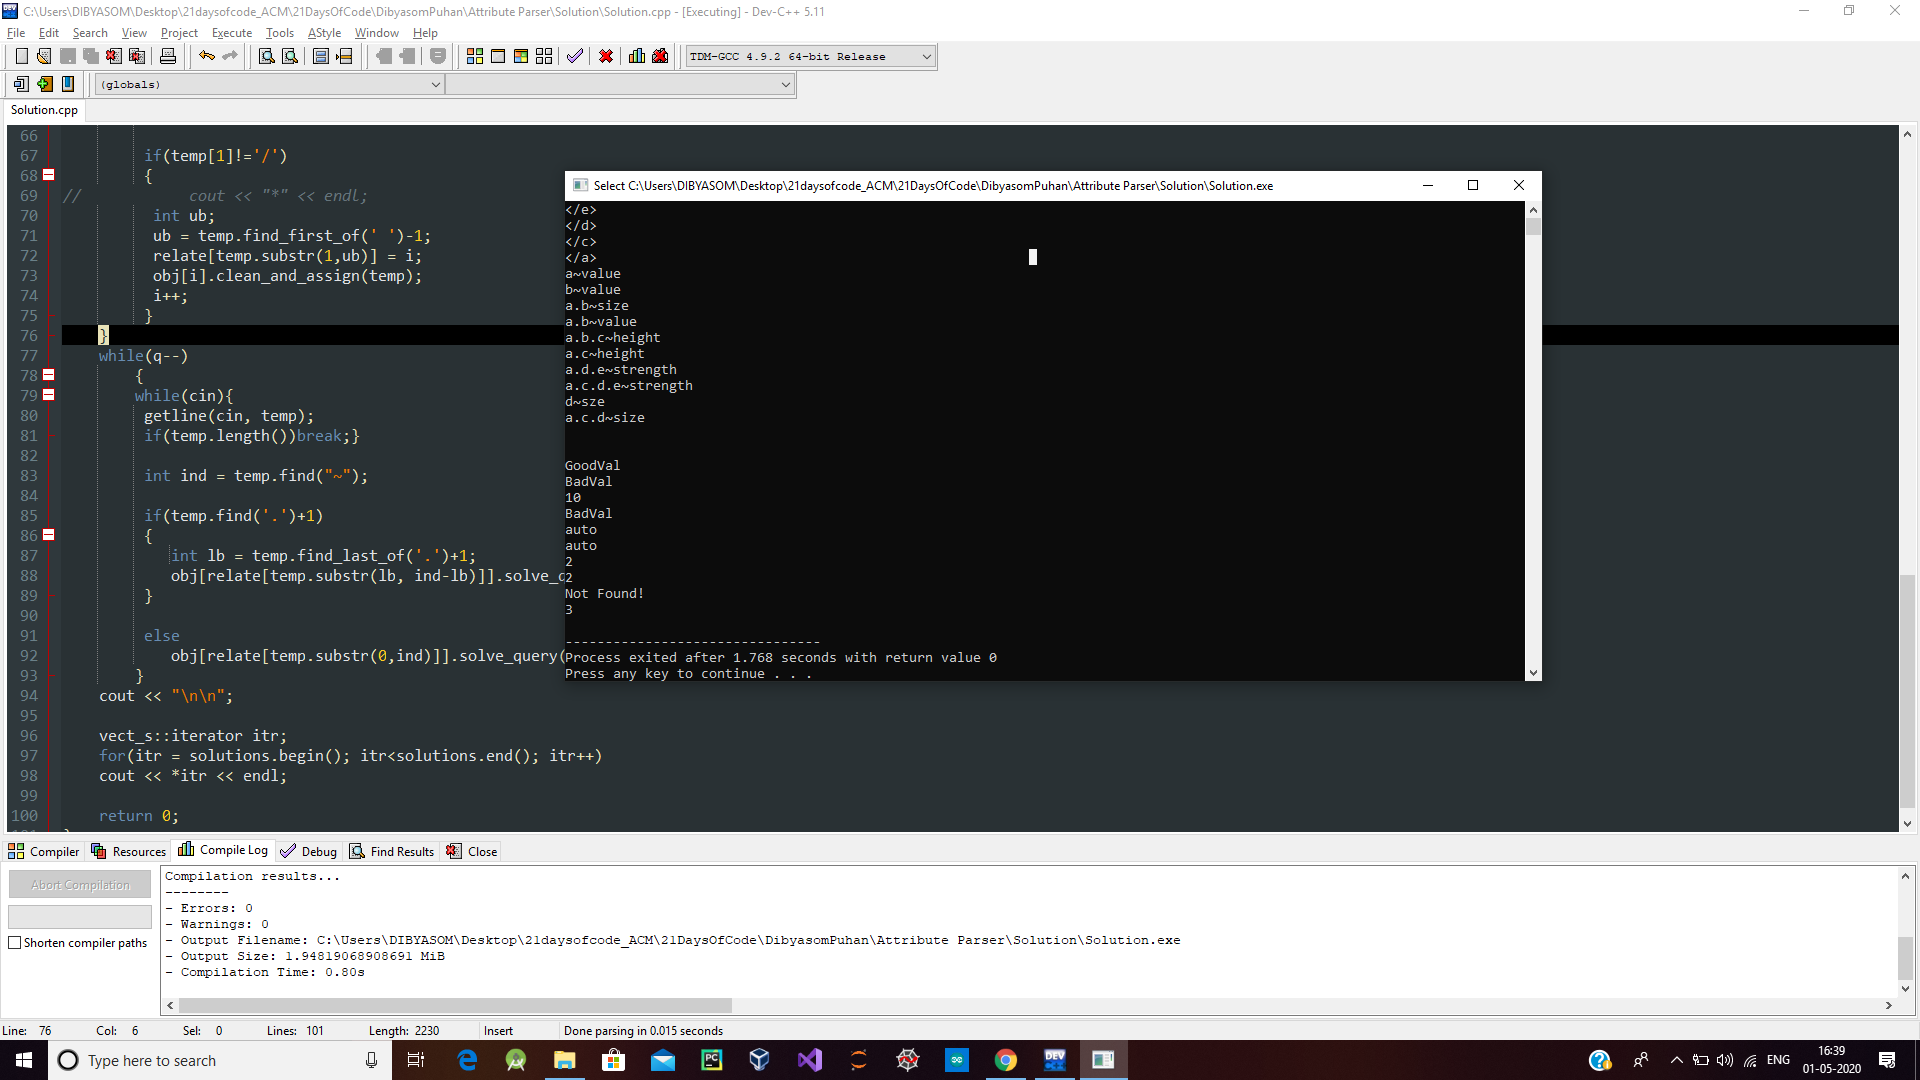 C:\Users\DIBYASOM\Desktop\21daysofcode_ACM\21DaysOfCode\DibyasomPuhan\Attribute Parser\Solution\Solution.cpp - [Executing] - Dev-C++ 5.11
File Edit Search View Project Execute Tools AStyle Window Help
TDM-GCC 4.9.2 64-bit Release
(globals)
Solution.cpp
66
67 if(temp[1]!='/')
68 {
69 // cout << "*" << endl;
70 int ub;
71 ub = temp.find_first_of(' ')-1;
72 relate[temp.substr(1,ub)] = i;
73 obj[i].clean_and_assign(temp);
74 i++;
75 }
76 }
77 while(q--)
78 {
79 while(cin){
80 getline(cin, temp);
81 if(temp.length())break;}
82
83 int ind = temp.find("~");
84
85 if(temp.find('.')+1)
86 {
87 int lb = temp.find_last_of('.')+1;
88 obj[relate[temp.substr(lb, ind-lb)]].solve_
89 }
90
91 else
92 obj[relate[temp.substr(0,ind)]].solve_query(
93 }
94 cout << "\n\n";
95
96 vect_s::iterator itr;
97 for(itr = solutions.begin(); itr<solutions.end(); itr++)
98 cout << *itr << endl;
99
100 return 0;
Select C:\Users\DIBYASOM\Desktop\21daysofcode_ACM\21DaysOfCode\DibyasomPuhan\Attribute Parser\Solution\Solution.exe
</e>
</d>
</c>
</a>
a~value
b~value
a.b~size
a.b~value
a.b.c~height
a.c~height
a.d.e~strength
a.c.d.e~strength
d~sze
a.c.d~size
GoodVal
BadVal
10
BadVal
auto
auto
2
2
Not Found!
3
--------------------------------
Process exited after 1.768 seconds with return value 0
Press any key to continue . . .
Compiler Resources Compile Log Debug Find Results Close
Abort Compilation
Shorten compiler paths
Compilation results...
--------
- Errors: 0
- Warnings: 0
- Output Filename: C:\Users\DIBYASOM\Desktop\21daysofcode_ACM\21DaysOfCode\DibyasomPuhan\Attribute Parser\Solution\Solution.exe
- Output Size: 1.94819068908691 MiB
- Compilation Time: 0.80s
Line: 76 Col: 6 Sel: 0 Lines: 101 Length: 2230 Insert Done parsing in 0.015 seconds
Type here to search
PC
DEV
ENG
16:39
01-05-2020